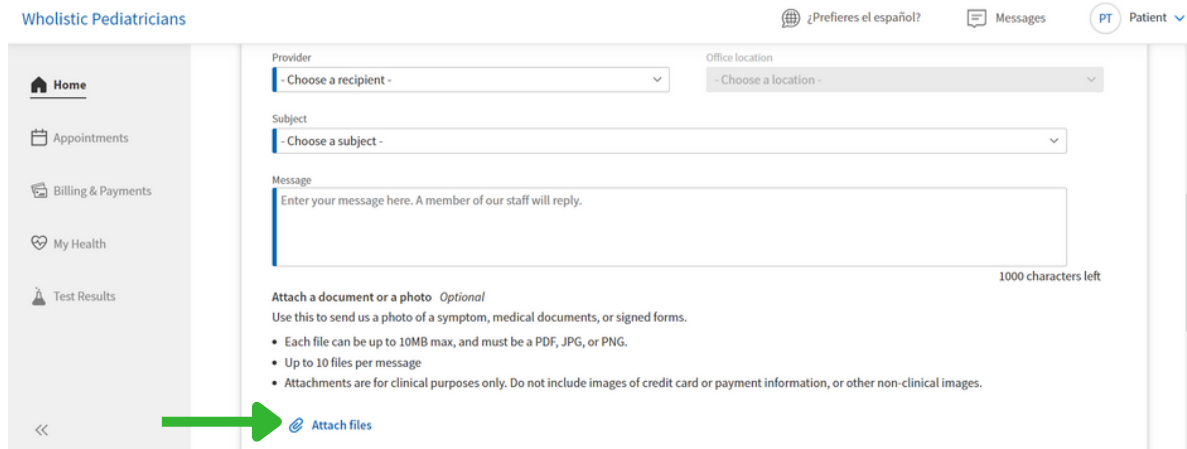 Wholistic Pediatricians
¿Prefieres el español?
Messages
PT
Patient
Home
Appointments
Billing & Payments
My Health
Test Results
Provider
Office location
- Choose a recipient -
- Choose a location -
Subject
- Choose a subject -
Message
Enter your message here. A member of our staff will reply.
1000 characters left
Attach a document or a photo Optional
Use this to send us a photo of a symptom, medical documents, or signed forms.
• Each file can be up to 10MB max, and must be a PDF, JPG, or PNG.
• Up to 10 files per message
• Attachments are for clinical purposes only. Do not include images of credit card or payment information, or other non-clinical images.
Attach files